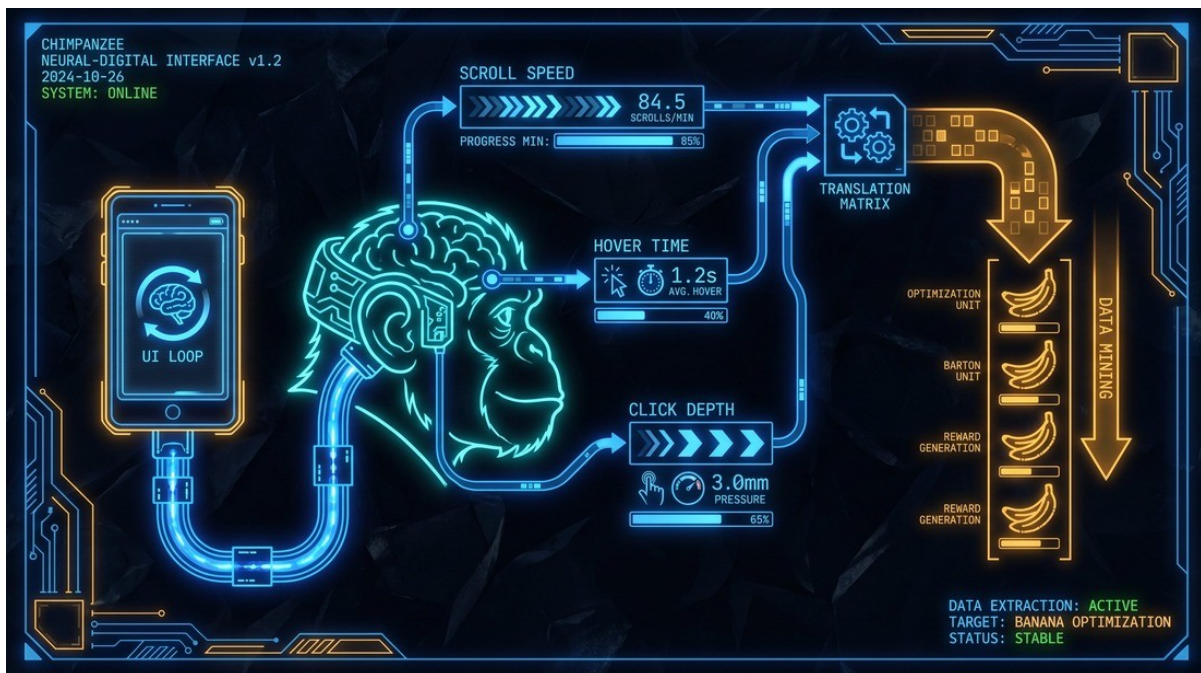 CHIMPANZEE
NEURAL-DIGITAL INTERFACE v1.2
2024-10-26
SYSTEM: ONLINE
SCROLL SPEED
84.5
SCROLLS/MIN
PROGRESS MIN:
85%
TRANSLATION
MATRIX
UI LOOP
HOVER TIME
1.2s
AVG. HOVER
40%
CLICK DEPTH
3.0mm
PRESSURE
65%
OPTIMIZATION
UNIT
BARTON
UNIT
REWARD
GENERATION
REWARD
GENERATION
DATA MINING
DATA EXTRACTION: ACTIVE
TARGET: BANANA OPTIMIZATION
STATUS: STABLE